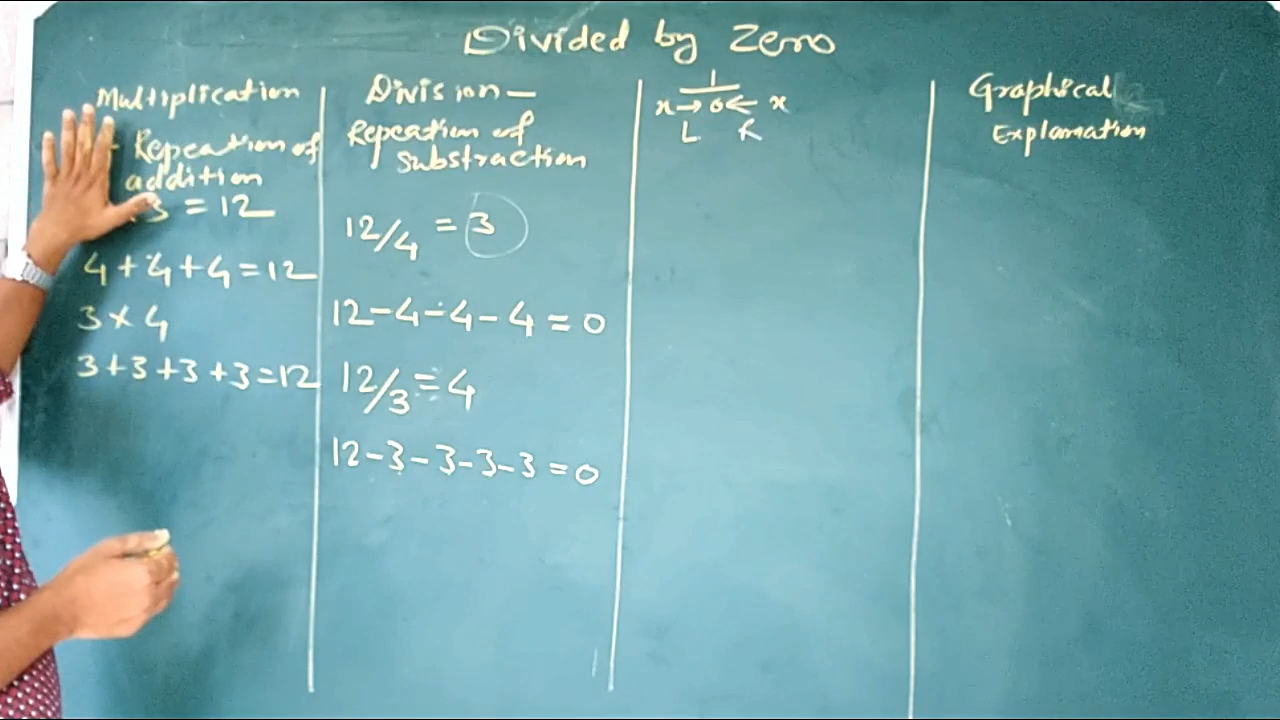 Divided by Zero
Multiplication
- Repeation of
addition
3 = 12
4 + 4 + 4 = 12
3 × 4
3 + 3 + 3 + 3 = 12
Division -
Repeation of
Substraction
12/4 = 3
12 - 4 - 4 - 4 = 0
12/3 = 4
12 - 3 - 3 - 3 - 3 = 0
1
x → 0 ← x
L R
Graphical
Explanation